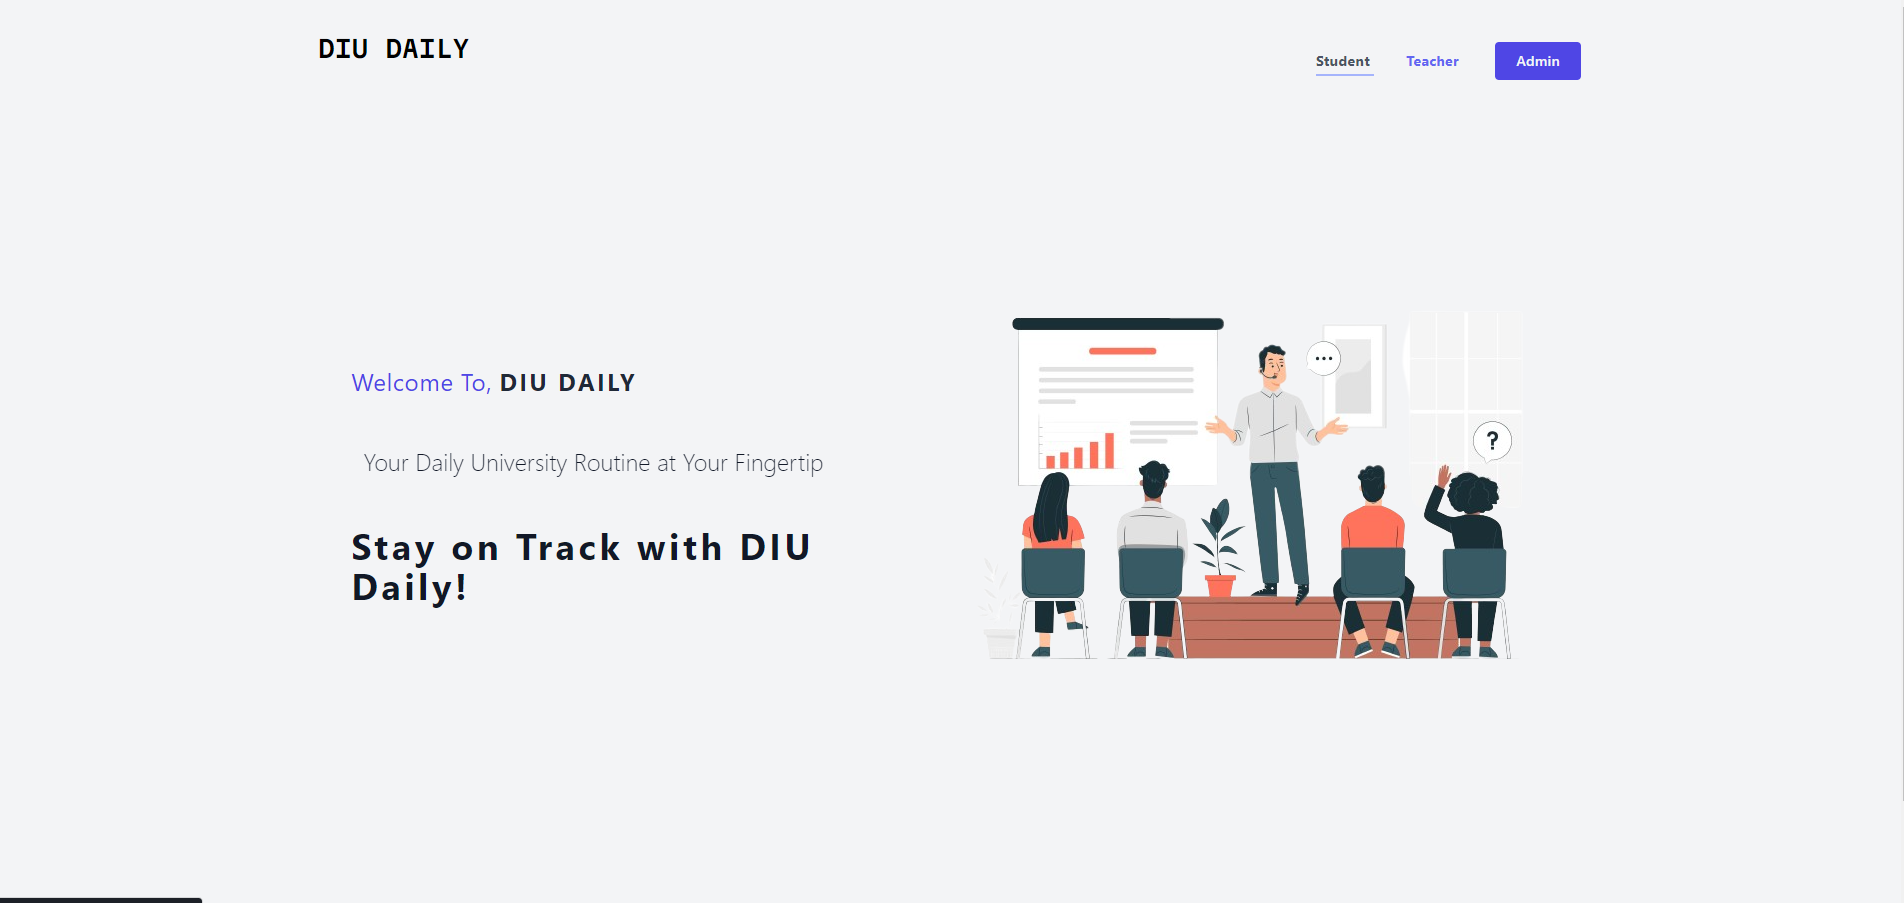 DIU DAILY
Student
Teacher
Admin
Welcome To, DIU DAILY
Your Daily University Routine at Your Fingertip
Stay on Track with DIU
Daily!
?